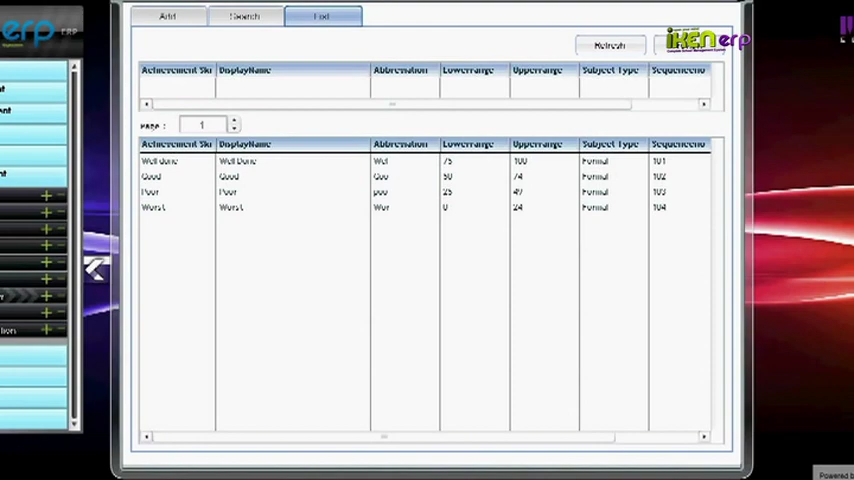 Add Search List
erp ERP
Refresh
iKEN erp
Achievement Ski DisplayName Abbreviation Lowerrange Upperrange Subject Type Sequenceno
Page : 1
Achievement Ski DisplayName Abbreviation Lowerrange Upperrange Subject Type Sequenceno
Well done Well Done Wel 75 100 Formal 101
Good Good Goo 50 74 Formal 102
Poor Poor poo 25 49 Formal 103
Worst Worst Wor 0 24 Formal 104
Powered by